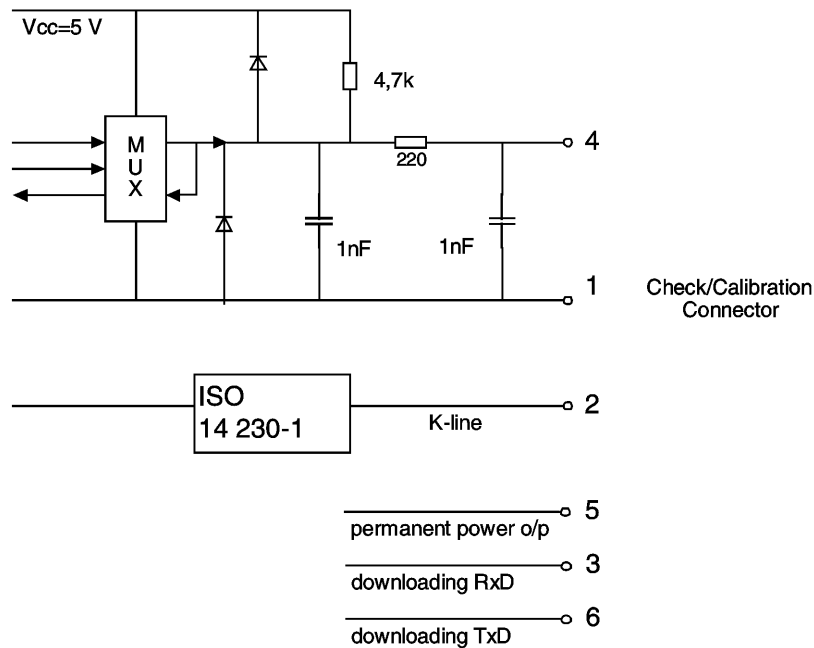 Vcc=5 V
4,7k
M
U
X
220
4
1nF
1nF
1
Check/Calibration
Connector
ISO
14 230-1
K-line
2
permanent power o/p
5
downloading RxD
3
downloading TxD
6